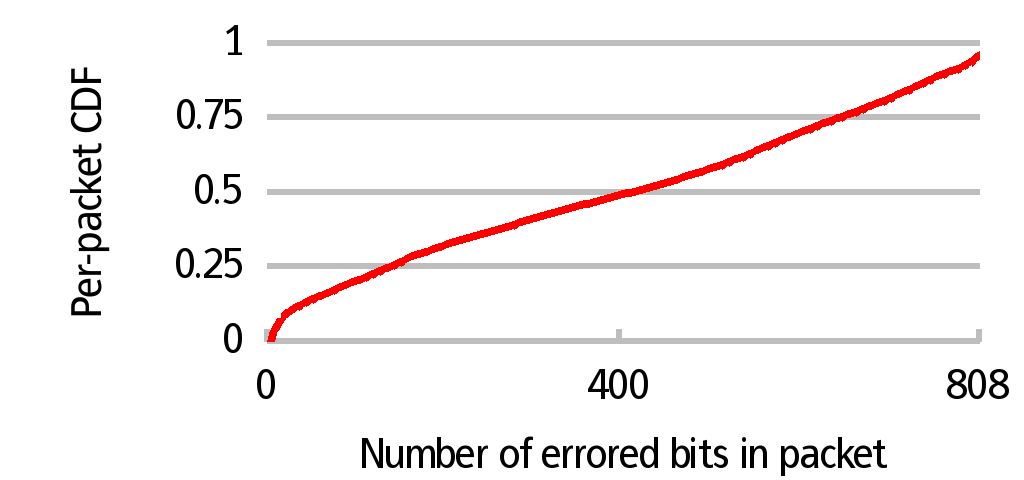 Per-packet CDF
1
0.75
0.5
0.25
0
0 400 808
Number of errored bits in packet